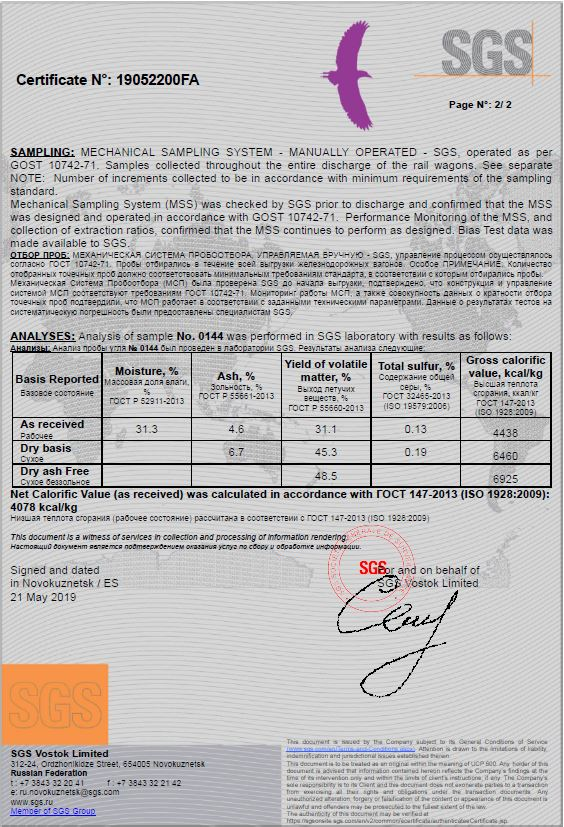 SGS
Certificate N°: 19052200FA
Page N°: 2/ 2
SAMPLING: MECHANICAL SAMPLING SYSTEM - MANUALLY OPERATED - SGS, operated as per
GOST 10742-71. Samples collected throughout the entire discharge of the rail wagons. See separate
NOTE: Number of increments collected to be in accordance with minimum requirements of the sampling
standard.
Mechanical Sampling System (MSS) was checked by SGS prior to discharge and confirmed that the MSS
was designed and operated in accordance with GOST 10742-71. Performance Monitoring of the MSS, and
collection of extraction ratios, confirmed that the MSS continues to perform as designed. Bias Test data was
made available to SGS.
ОТБОР ПРОБ: МЕХАНИЧЕСКАЯ СИСТЕМА ПРОБООТБОРА, УПРАВЛЯЕМАЯ ВРУЧНУЮ - SGS, управление процессом осуществлялось
согласно ГОСТ 10742-71. Пробы отбирались в течение всей выгрузки железнодорожных вагонов. Особое ПРИМЕЧАНИЕ: Количество
отобранных точечных проб должно соответствовать минимальным требованиям стандарта, в соответствии с которым отбирались пробы.
Механическая Система Пробоотбора (МСП) была проверена SGS до начала выгрузки, подтверждено, что конструкция и управление
системой МСП соответствуют требованиям ГОСТ 10742-71. Мониторинг работы МСП, а также совокупность данных о кратности отбора
точечных проб подтвердили, что МСП работает в соответствии с заданными техническими параметрами. Данные о результатах тестов на
систематическую погрешность были предоставлены специалистам SGS.
ANALYSES: Analysis of sample No. 0144 was performed in SGS laboratory with results as follows:
Анализы: Анализ пробы угля № 0144 был проведен в лаборатории SGS. Результаты анализа следующие:
Basis Reported
Базовое состояние
Moisture, %
Массовая доля влаги,
%
ГОСТ Р 52911-2013
Ash, %
Зольность, %
ГОСТ Р 55661-2013
Yield of volatile
matter, %
Выход летучих
веществ, %
ГОСТ Р 55660-2013
Total sulfur, %
Содержание общей
серы, %
ГОСТ 32465-2013
(ISO 19579:2006)
Gross calorific
value, kcal/kg
Высшая теплота
сгорания, ккал/кг
ГОСТ 147-2013
(ISO 1928:2009)
As received
Рабочее
31.3 4.6 31.1 0.13 4438
Dry basis
Сухое
6.7 45.3 0.19 6460
Dry ash Free
Сухое беззольное
48.5 6925
Net Calorific Value (as received) was calculated in accordance with ГОСТ 147-2013 (ISO 1928:2009):
4078 kcal/kg
Низшая теплота сгорания (рабочее состояние) рассчитана в соответствии с ГОСТ 147-2013 (ISO 1928:2009)
This document is a witness of services in collection and processing of information rendering.
Настоящий документ является подтверждением оказания услуг по сбору и обработке информации.
Signed and dated
in Novokuznetsk / ES
21 May 2019
SGS
For and on behalf of
SGS Vostok Limited
SGS
SGS Vostok Limited
312-24, Ordzhonikidze Street, 654005 Novokuznetsk
Russian Federation
t : +7 3843 32 20 41 f : +7 3843 32 21 42
e: ru.novokuznetsk@sgs.com
www.sgs.ru
Member of SGS Group
This document is issued by the Company subject to its General Conditions of Service
(www.sgs.com/en/Terms-and-Conditions.aspx). Attention is drawn to the limitations of liability,
indemnification and jurisdictional issues established therein.
This document is to be treated as an original within the meaning of UCP 600. Any holder of this
document is advised that information contained hereon reflects the Company's findings at the
time of its intervention only and within the limits of client's instructions, if any. The Company's
sole responsibility is to its Client and this document does not exonerate parties to a transaction
from exercising all their rights and obligations under the transaction documents. Any
unauthorized alteration, forgery or falsification of the content or appearance of this document is
unlawful and offenders may be prosecuted to the fullest extent of the law.
The authenticity of this document may be verified at